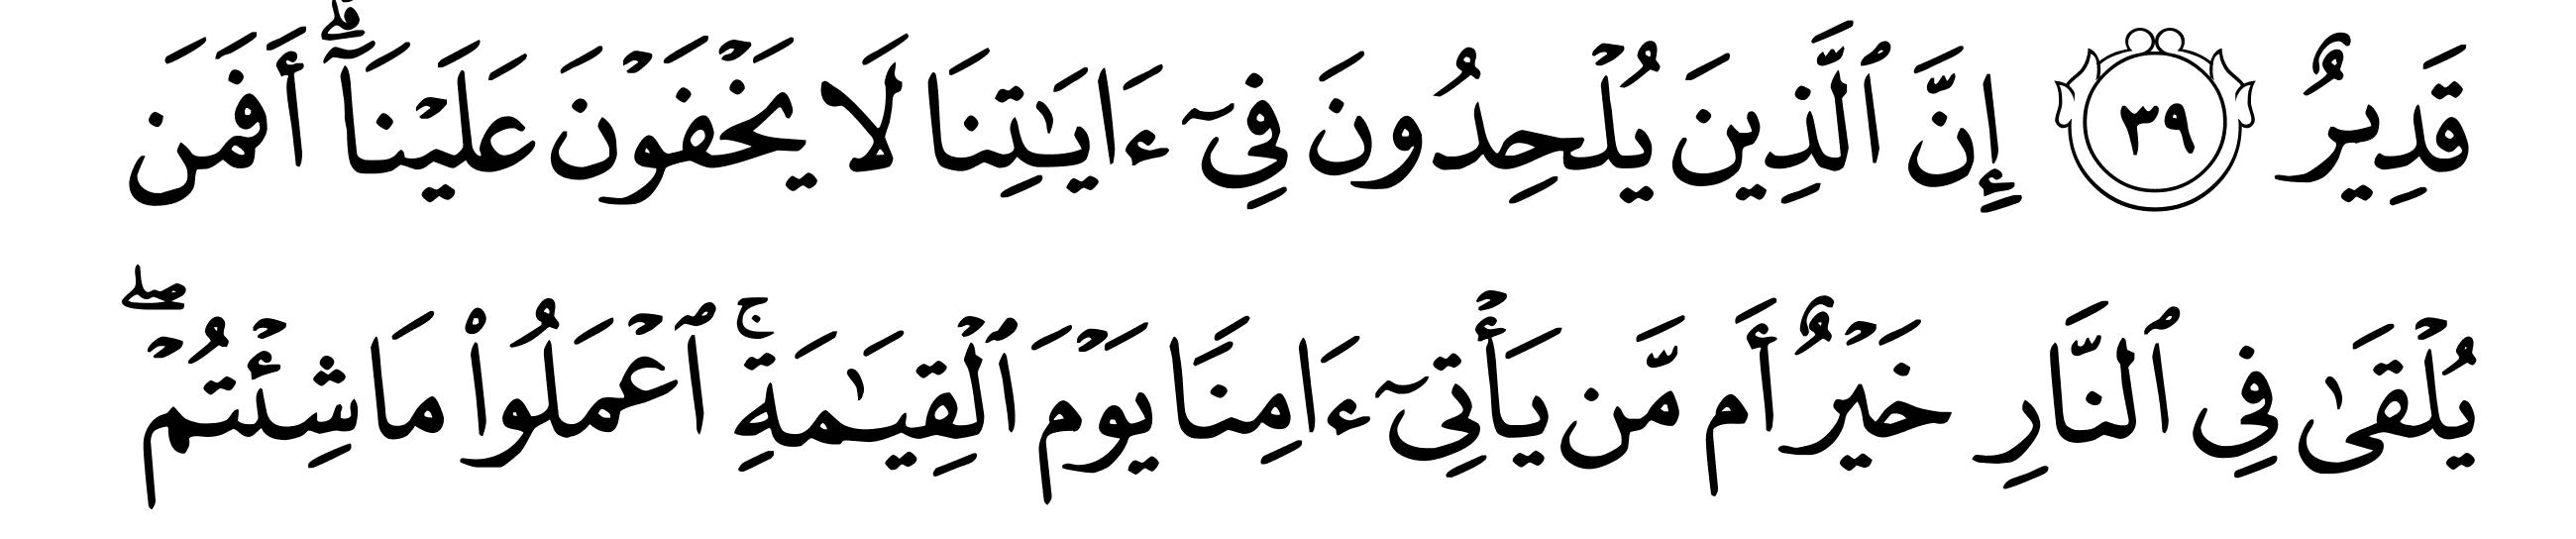 قَدِيرٌ ٣٩ إِنَّ ٱلَّذِينَ يُلۡحِدُونَ فِيٓ ءَايَٰتِنَا لَا يَخۡفَوۡنَ عَلَيۡنَآۗ أَفَمَن
يُلۡقَىٰ فِي ٱلنَّارِ خَيۡرٌ أَم مَّن يَأۡتِيٓ ءَامِنٗا يَوۡمَ ٱلۡقِيَٰمَةِۚ ٱعۡمَلُواْ مَا شِئۡتُمۡۖ